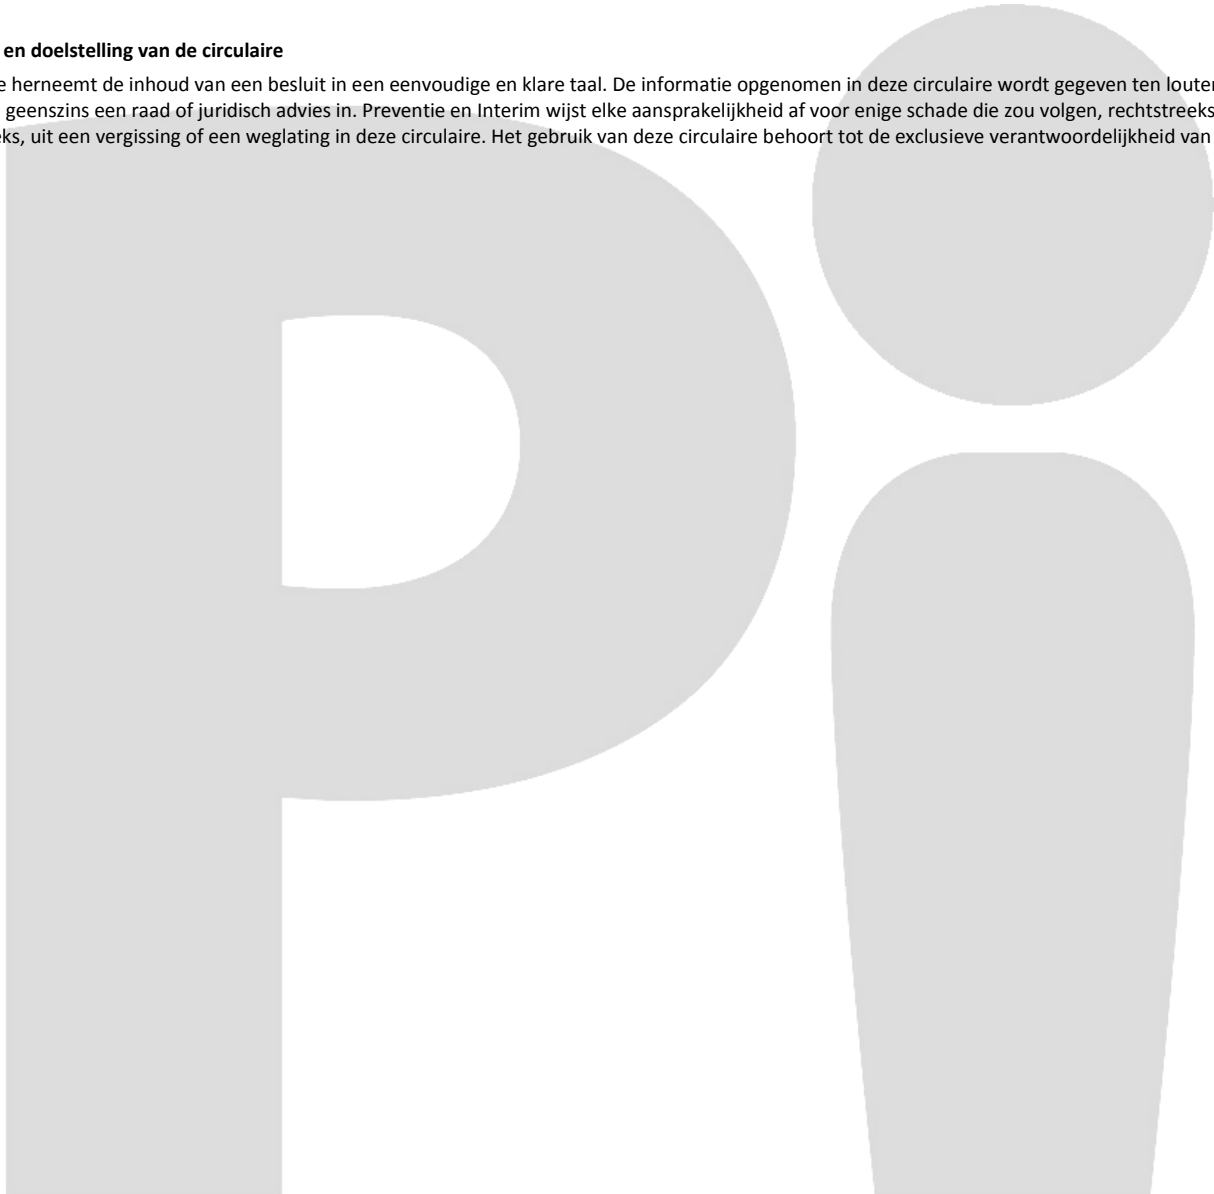 en doelstelling van de circulaire
e herneemt de inhoud van een besluit in een eenvoudige en klare taal. De informatie opgenomen in deze circulaire wordt gegeven ten louter
geenszins een raad of juridisch advies in. Preventie en Interim wijst elke aansprakelijkheid af voor enige schade die zou volgen, rechtstreeks
eks, uit een vergissing of een weglating in deze circulaire. Het gebruik van deze circulaire behoort tot de exclusieve verantwoordelijkheid van
Pi